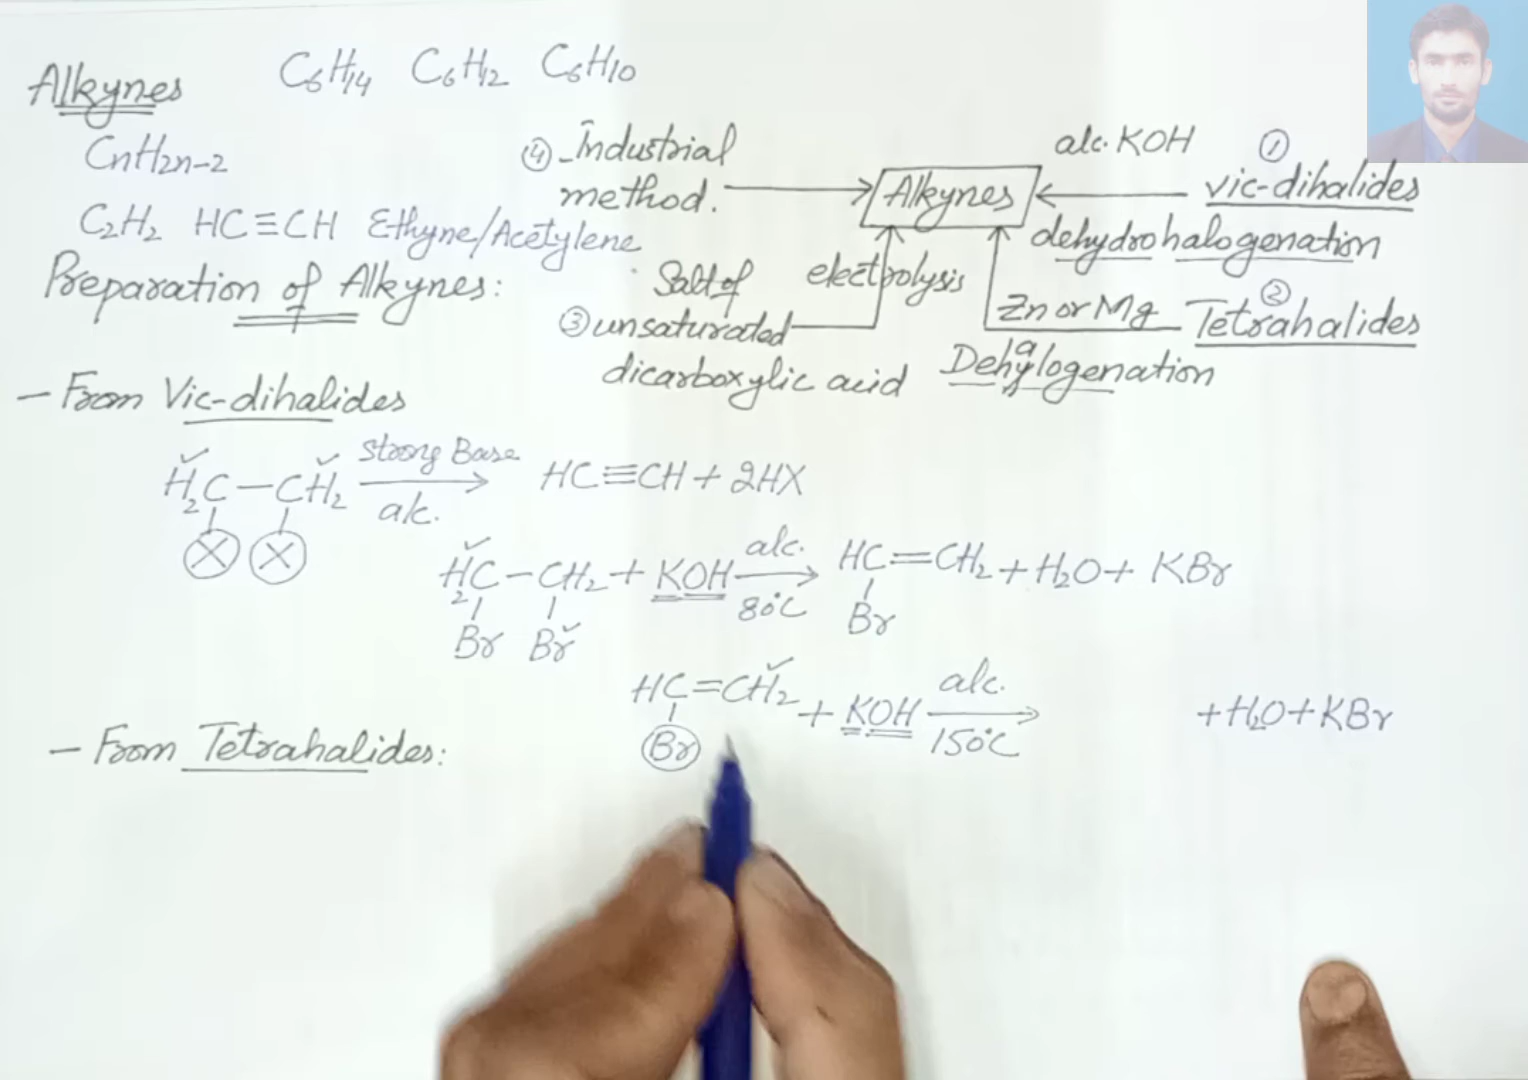 Alkynes
C6H14 C6H12 C6H10
CnH2n-2
C2H2 HC≡CH Ethyne/Acetylene
Preparation of Alkynes:
④ - Industrial
method.
Alkynes
alc. KOH
①
vic-dihalides
dehydrohalogenation
Salt of
③ unsaturated
dicarboxylic acid
electrolysis
Zn or Mg
②
Tetrahalides
Dehalogenation
- From Vic-dihalides
H2C-CH2
X X
Strong Base
alc.
HC≡CH + 2HX
H2C-CH2 + KOH
Br Br
alc.
80°C
HC=CH2 + H2O + KBr
Br
HC=CH2 + KOH
Br
alc.
150°C
+ H2O + KBr
- From Tetrahalides: